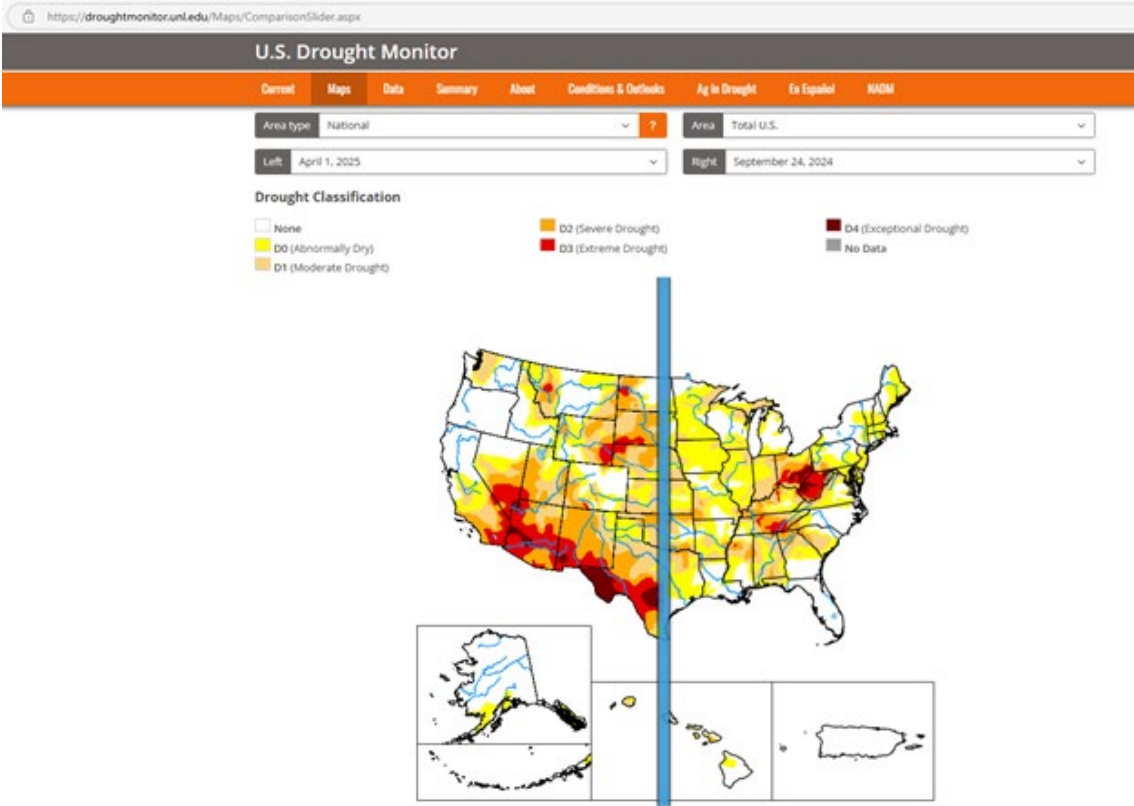 https://droughtmonitor.unl.edu/Maps/ComparisonSlider.aspx
U.S. Drought Monitor
Current Maps Data Summary About Conditions & Outlooks Ag in Drought En Español NADM
Area type National ? Area Total U.S.
Left April 1, 2025 Right September 24, 2024
Drought Classification
None D2 (Severe Drought) D4 (Exceptional Drought)
D0 (Abnormally Dry) D3 (Extreme Drought) No Data
D1 (Moderate Drought)